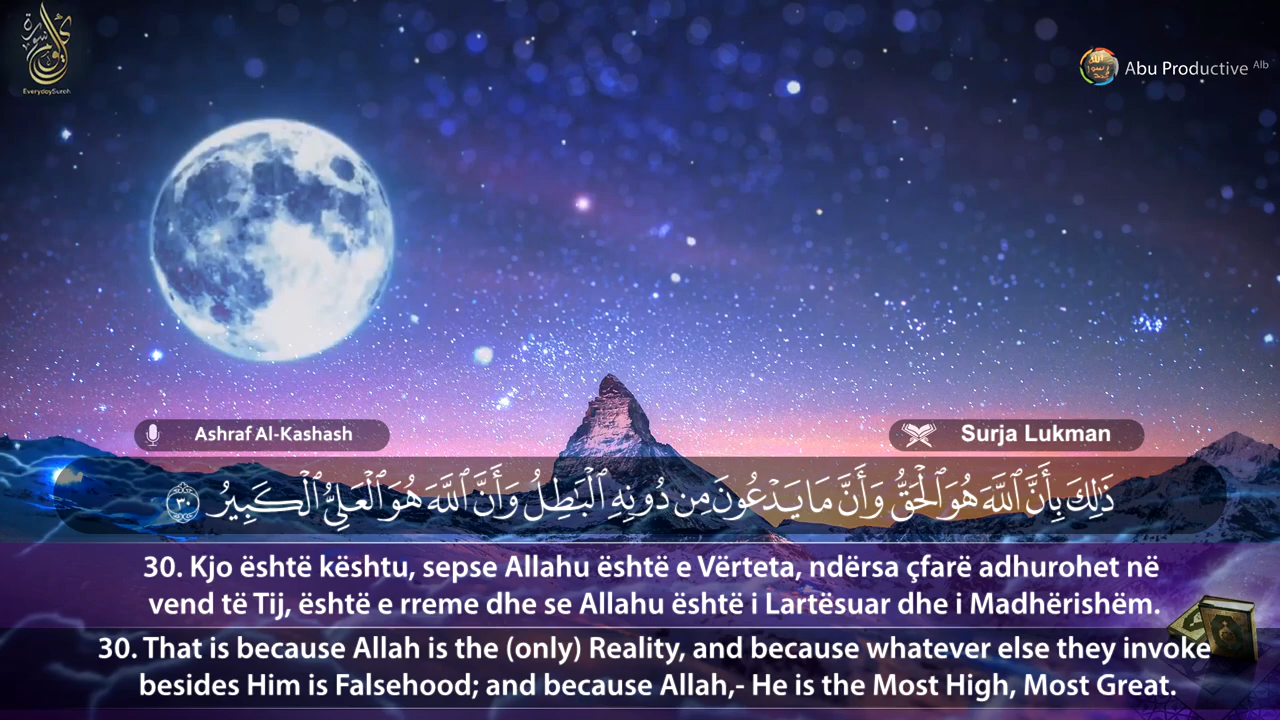 EverydaySurah
Abu Productive Alb
Ashraf Al-Kashash
Surja Lukman
ذَٰلِكَ بِأَنَّ ٱللَّهَ هُوَ ٱلْحَقُّ وَأَنَّ مَا يَدْعُونَ مِن دُونِهِ ٱلْبَٰطِلُ وَأَنَّ ٱللَّهَ هُوَ ٱلْعَلِىُّ ٱلْكَبِيرُ ٣٠
30. Kjo është kështu, sepse Allahu është e Vërteta, ndërsa çfarë adhurohet në
vend të Tij, është e rreme dhe se Allahu është i Lartësuar dhe i Madhërishëm.
30. That is because Allah is the (only) Reality, and because whatever else they invoke
besides Him is Falsehood; and because Allah,- He is the Most High, Most Great.